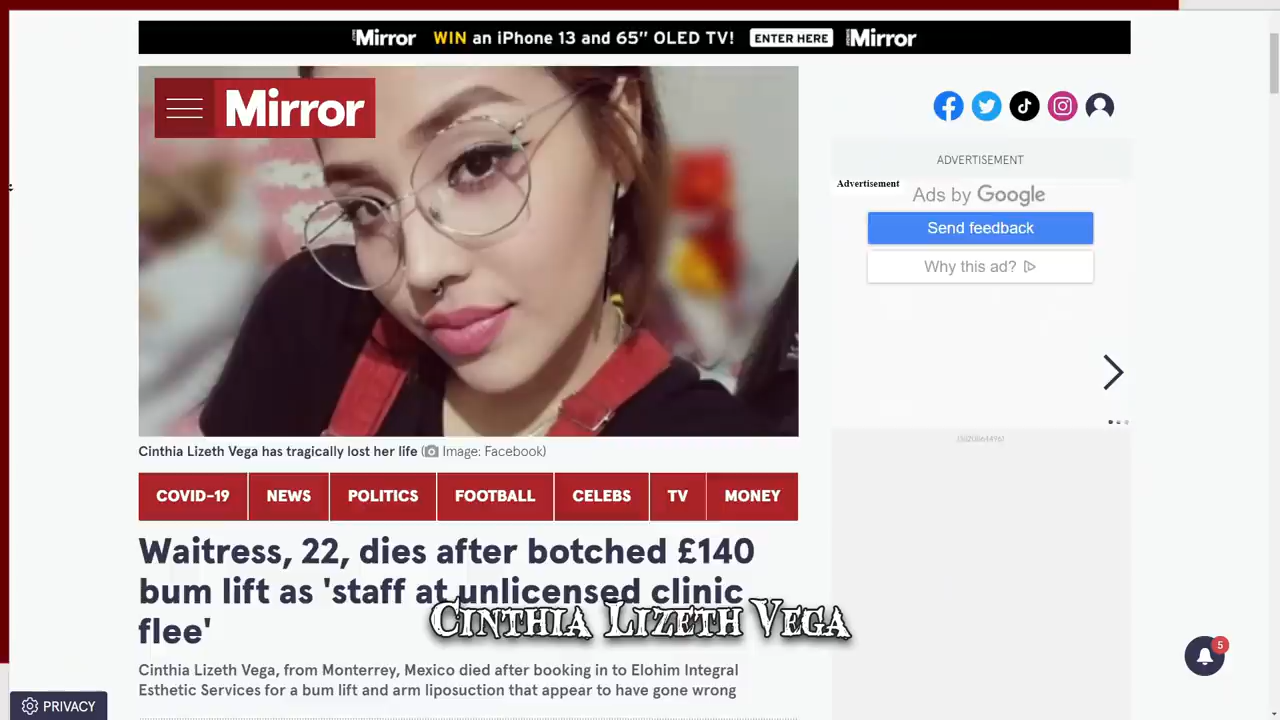 Mirror WIN an iPhone 13 and 65” OLED TV! ENTER HERE Mirror
Mirror
Cinthia Lizeth Vega has tragically lost her life (Image: Facebook)
COVID-19 NEWS POLITICS FOOTBALL CELEBS TV MONEY
Waitress, 22, dies after botched £140
bum lift as 'staff at unlicensed clinic
flee'
Cinthia Lizeth Vega
Cinthia Lizeth Vega, from Monterrey, Mexico died after booking in to Elohim Integral
Esthetic Services for a bum lift and arm liposuction that appear to have gone wrong
ADVERTISEMENT
Advertisement
Ads by Google
Send feedback
Why this ad?
5
PRIVACY